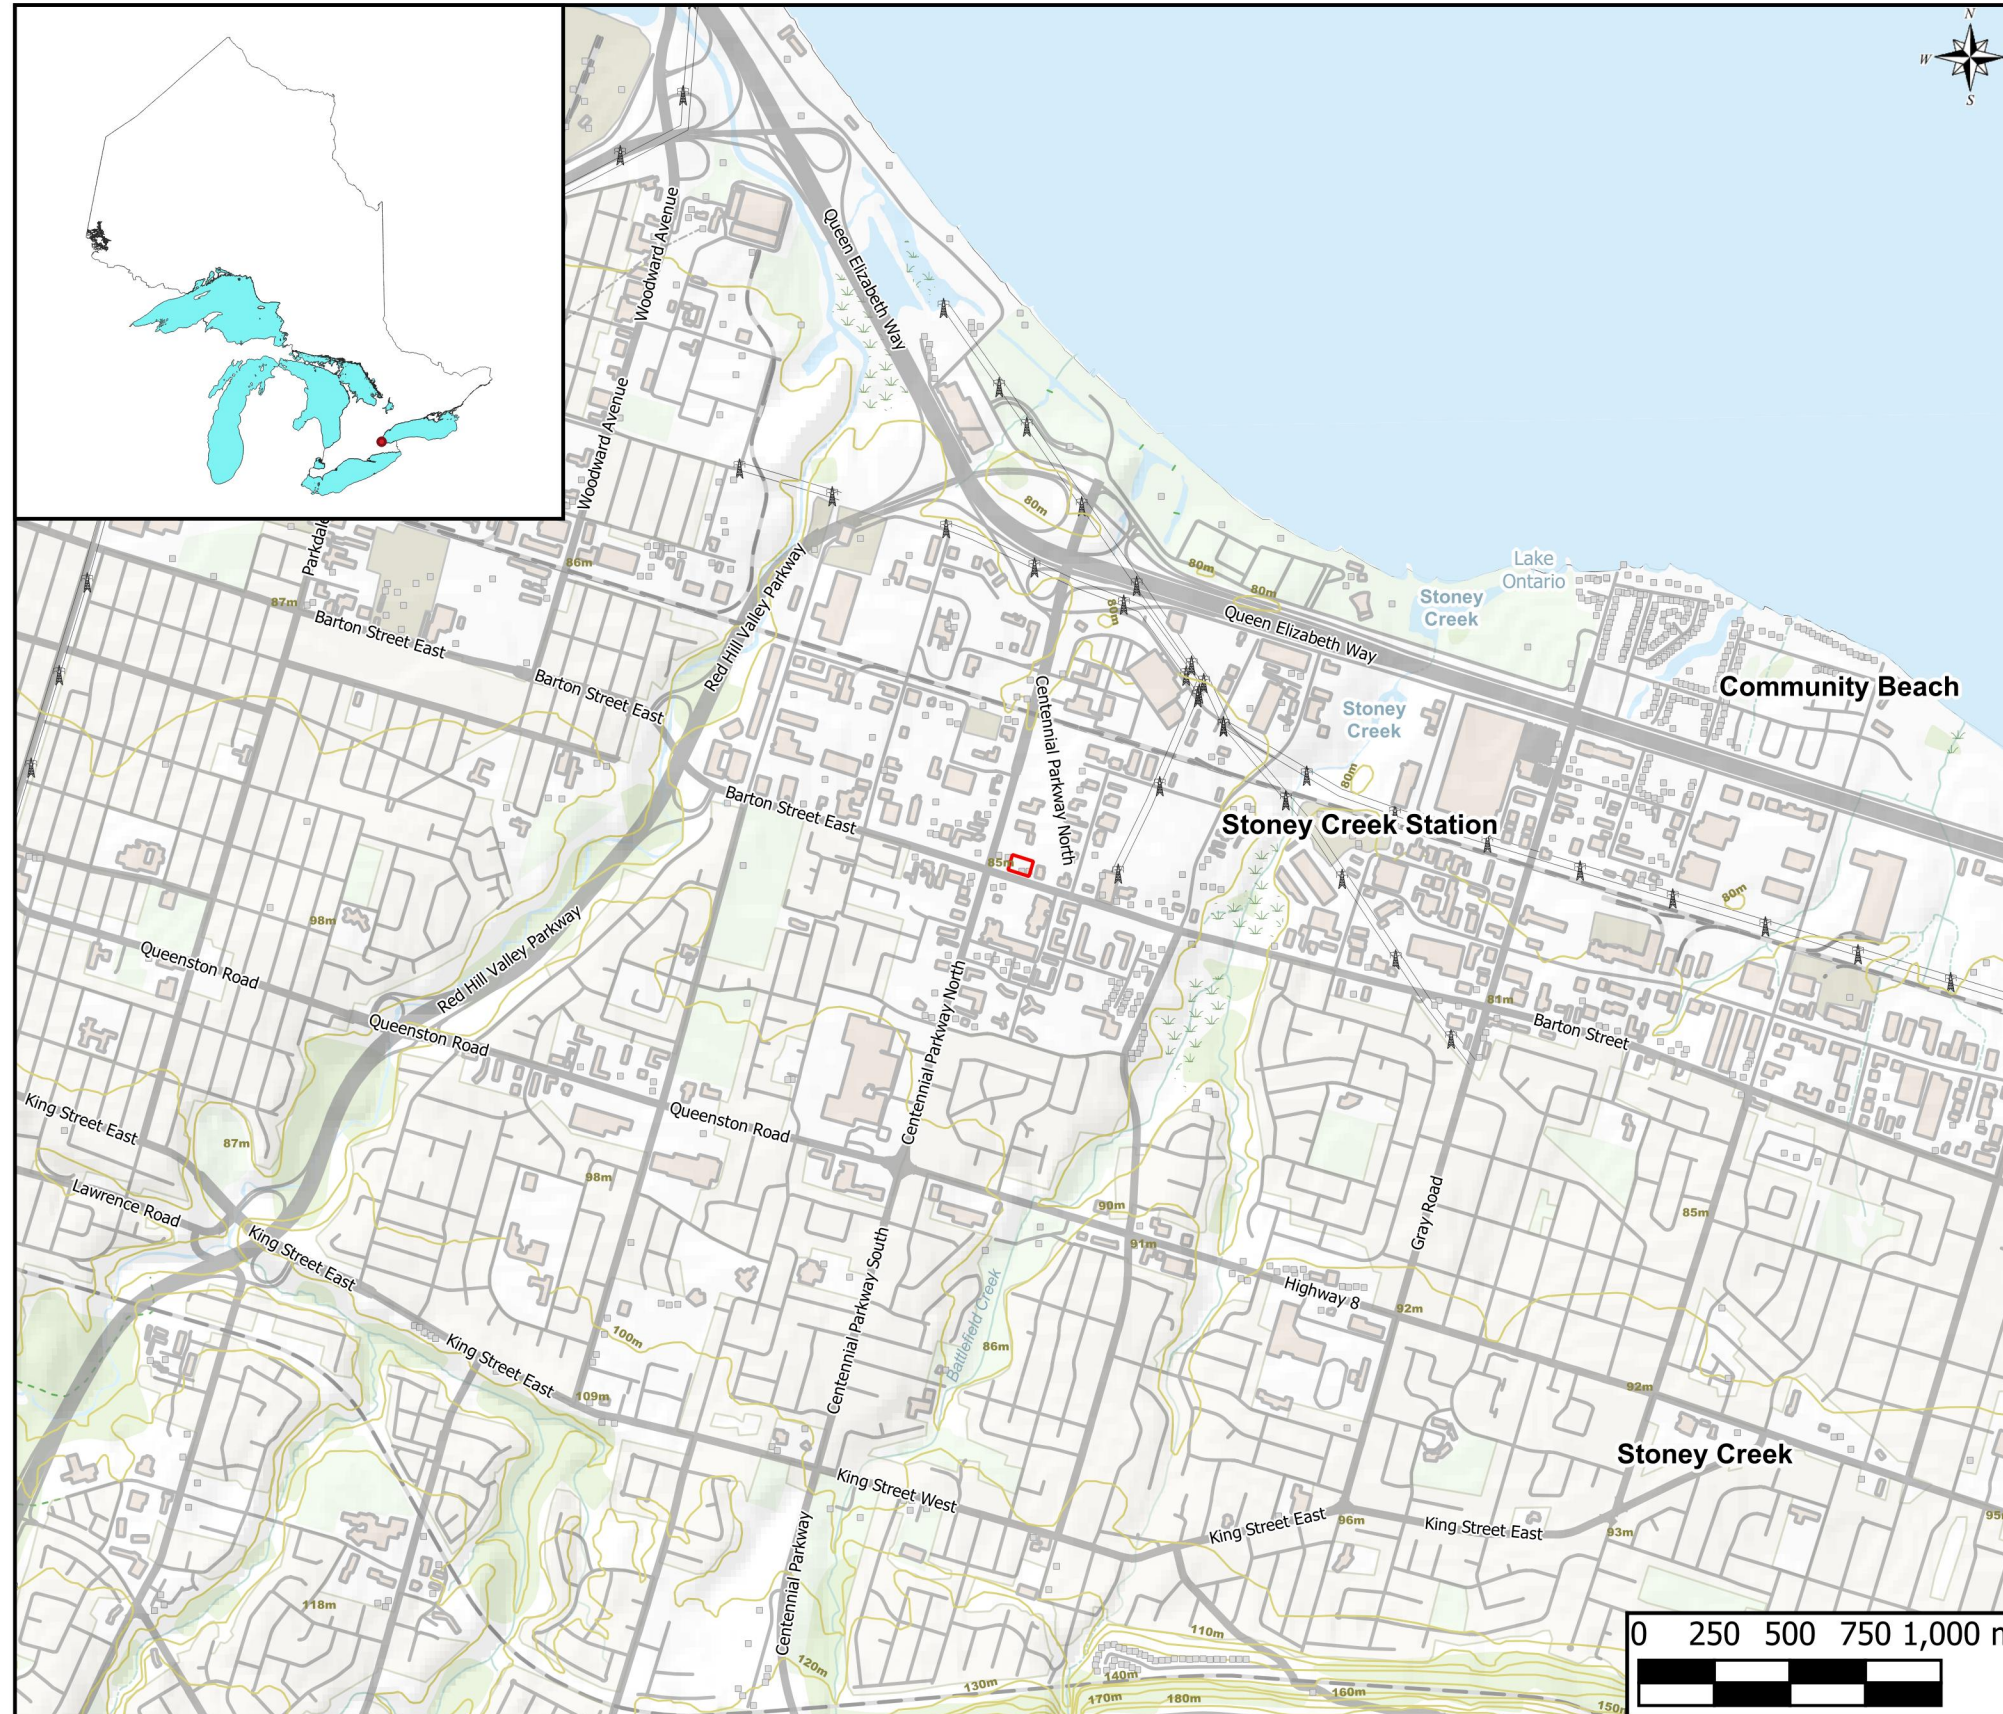 N
W
S
Woodward Avenue
Queen Elizabeth Way
Woodward Avenue
80m
Parkdale
86m
87m
Barton Street East
Red Hill Valley Parkway
Barton Street East
80m
80m
80m
Queen Elizabeth Way
Lake
Ontario
Stoney
Creek
Community Beach
Stoney
Creek
Centennial Parkway North
80m
Barton Street East
Stoney Creek Station
85m
80m
98m
Queenston Road
Red Hill Valley Parkway
Queenston Road
Centennial Parkway North
81m
Barton Street
King Street East
87m
Queenston Road
98m
Lawrence Road
King Street East
90m
91m
Gray Road
85m
Highway 8
92m
Centennial Parkway South
Battlefield Creek
86m
100m
King Street East
109m
92m
Stoney Creek
King Street West
King Street East
96m
King Street East
93m
95m
Centennial Parkway
118m
110m
120m
130m
140m
170m
180m
160m
150m
0 250 500 750 1,000 m